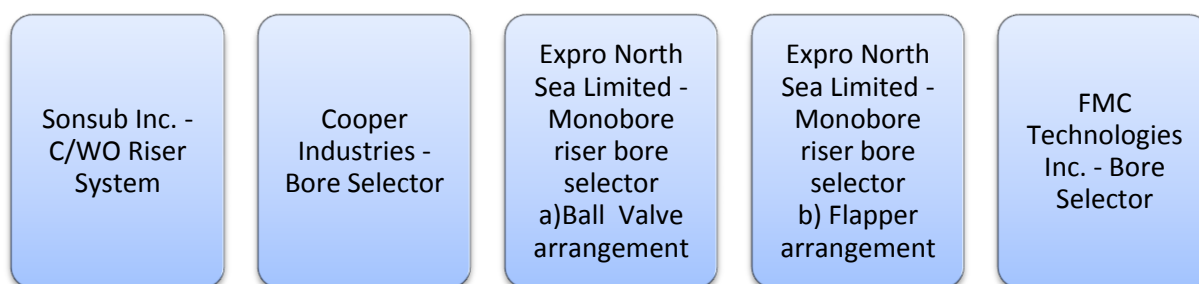 Sonsub Inc. -
C/WO Riser
System
Cooper
Industries -
Bore Selector
Expro North
Sea Limited -
Monobore
riser bore
selector
a)Ball  Valve
arrangement
Expro North
Sea Limited -
Monobore
riser bore
selector
b) Flapper
arrangement
FMC
Technologies
Inc. - Bore
Selector